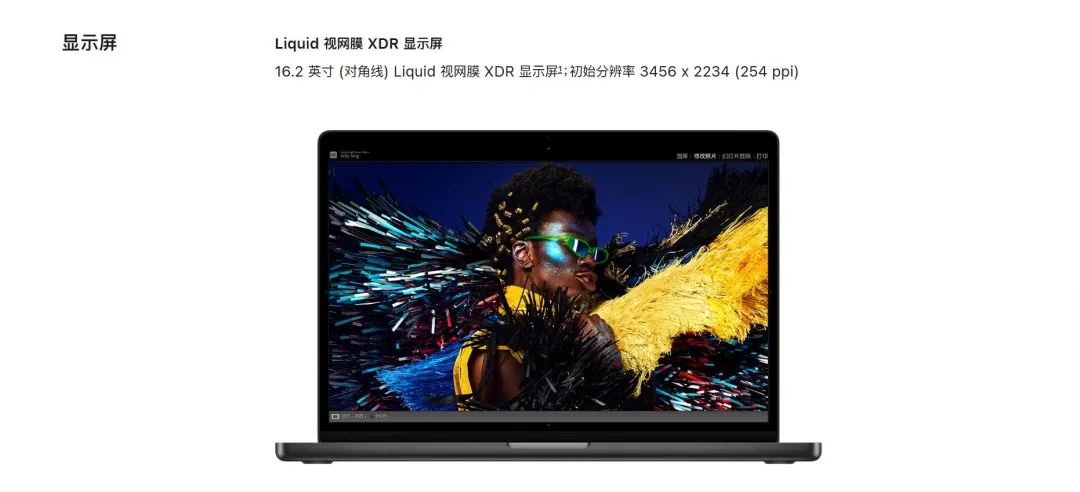 显示屏
Liquid 视网膜 XDR 显示屏
16.2 英寸 (对角线) Liquid 视网膜 XDR 显示屏¹；初始分辨率 3456 x 2234 (254 ppi)
图库 | 修改照片 | 幻灯片放映 | 打印